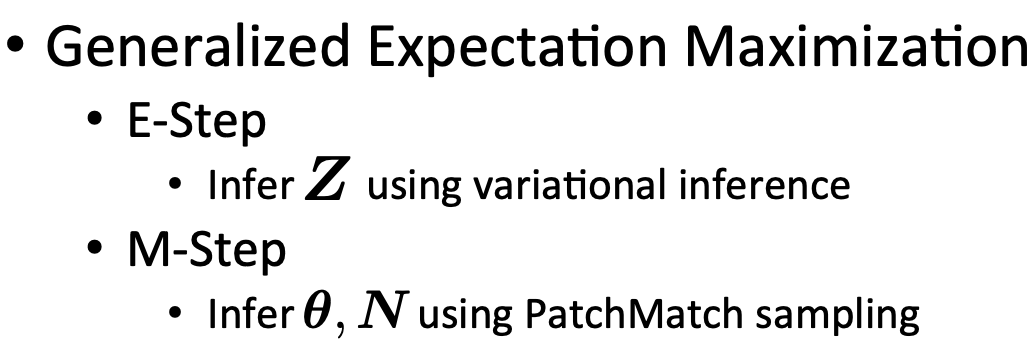 • Generalized Expectation Maximization
• E-Step
• Infer Z using variational inference
• M-Step
• Infer θ, N using PatchMatch sampling